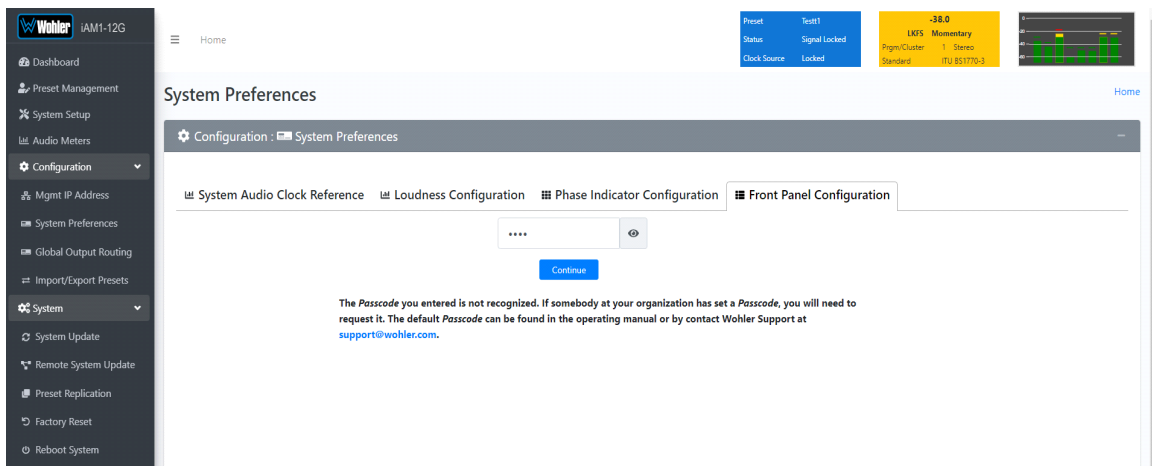 Wohler iAM1-12G
Dashboard
Preset Management
System Setup
Audio Meters
Configuration
Mgmt IP Address
System Preferences
Global Output Routing
Import/Export Presets
System
System Update
Remote System Update
Preset Replication
Factory Reset
Reboot System
Home
Preset Testt1
Status Signal Locked
Clock Source Locked
-38.0
LKFS Momentary
Prgm/Cluster 1 Stereo
Standard ITU BS1770-3
System Preferences
Home
Configuration : System Preferences
System Audio Clock Reference Loudness Configuration Phase Indicator Configuration Front Panel Configuration
Continue
The Passcode you entered is not recognized. If somebody at your organization has set a Passcode, you will need to
request it. The default Passcode can be found in the operating manual or by contact Wohler Support at
support@wohler.com.